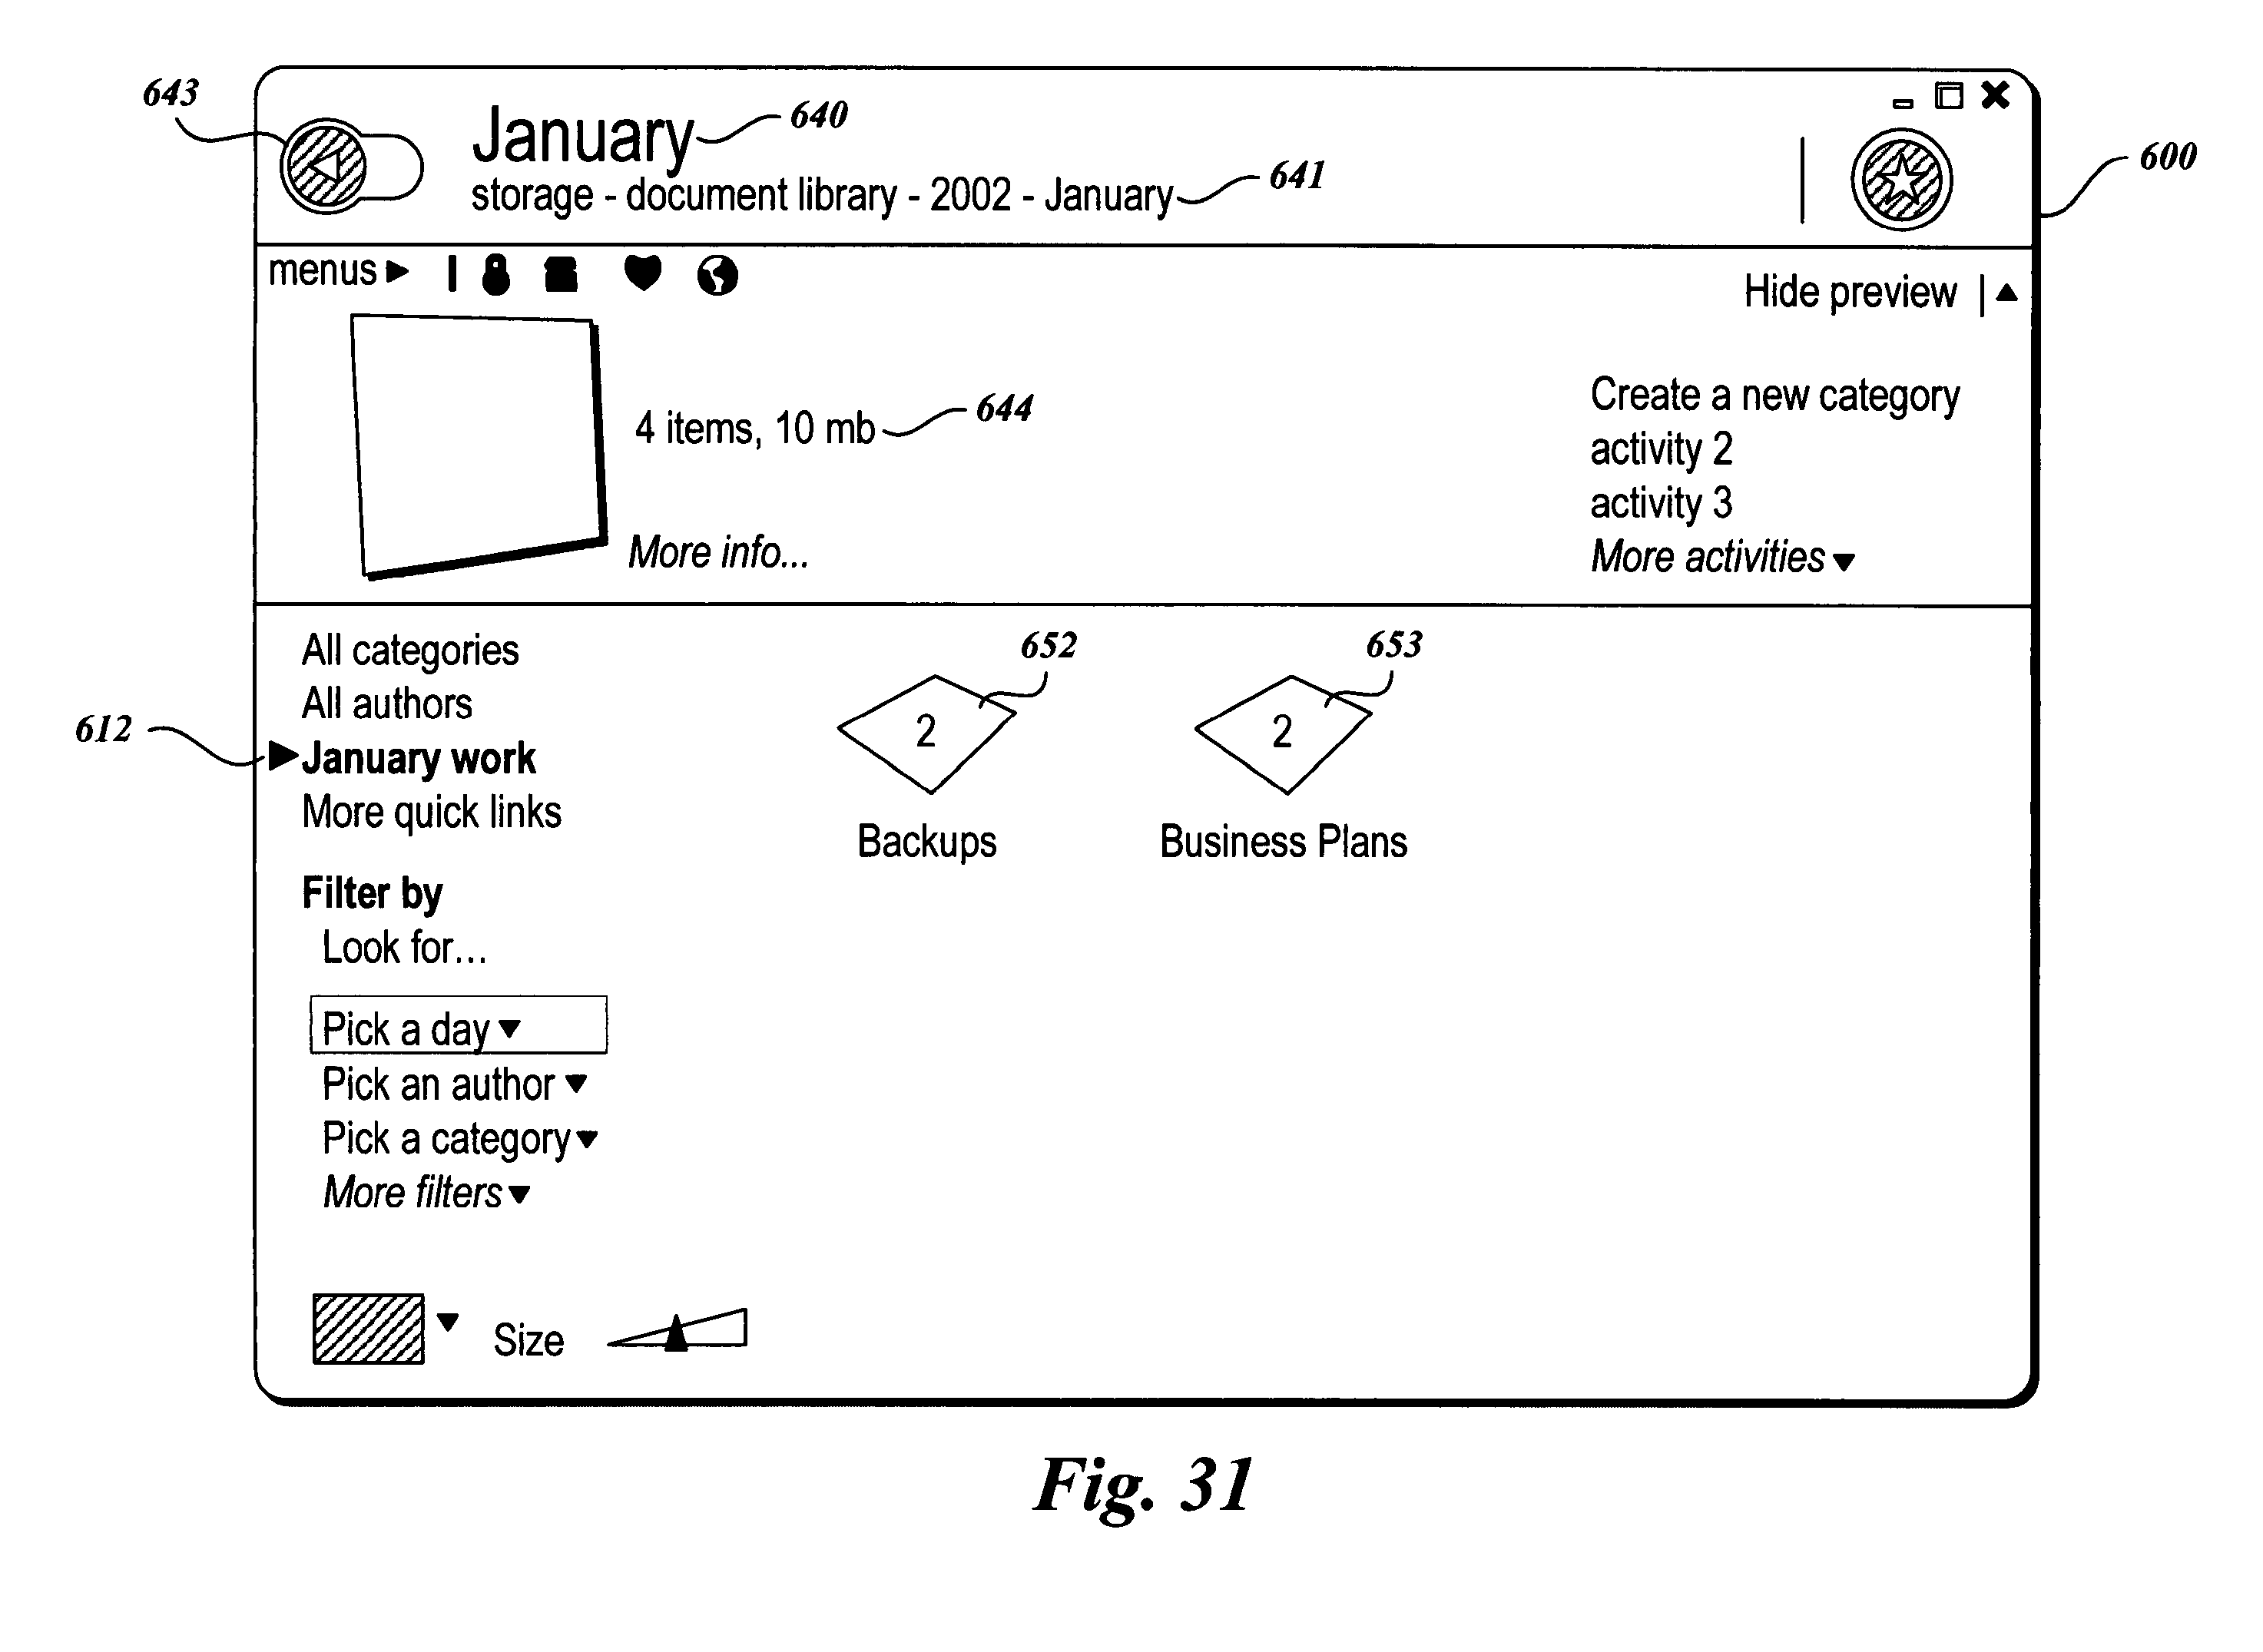 643
January
640
storage - document library - 2002 - January
641
600
menus
Hide preview
4 items, 10 mb
644
More info...
Create a new category
activity 2
activity 3
More activities
All categories
All authors
612
January work
More quick links
652
653
2
2
Backups
Business Plans
Filter by
Look for...
Pick a day
Pick an author
Pick a category
More filters
Size
Fig. 31